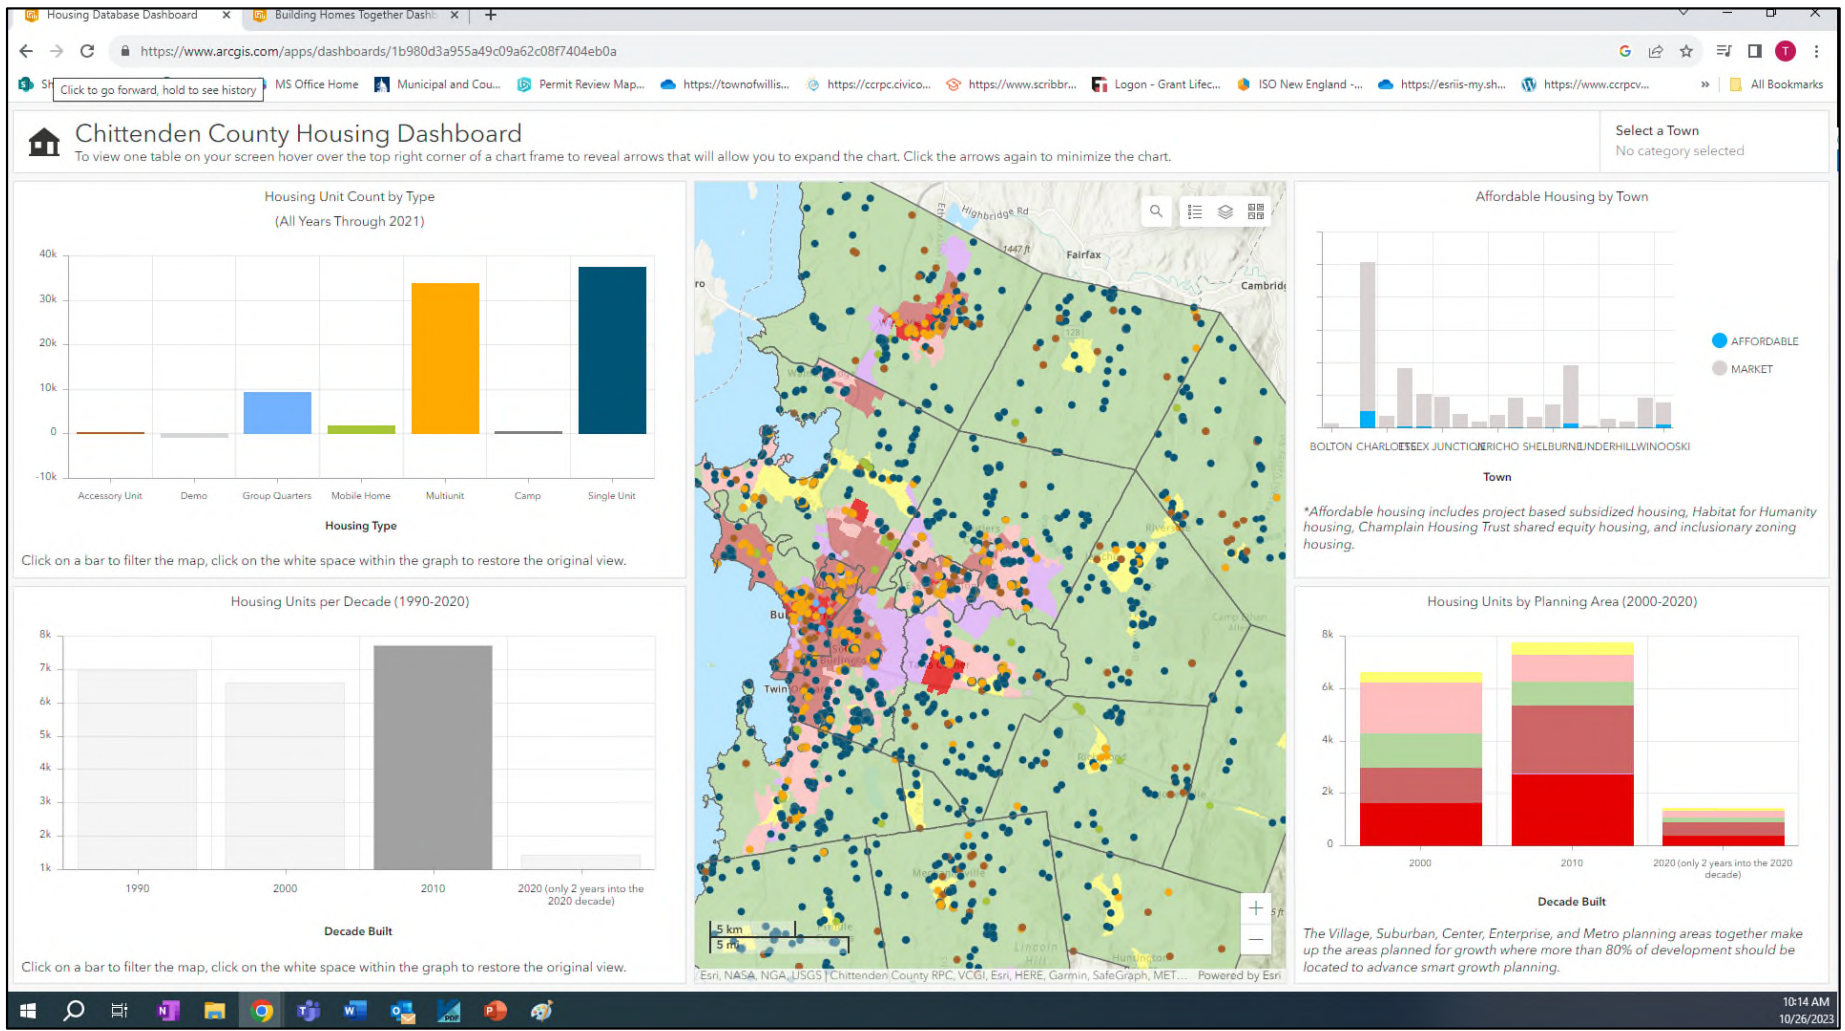 Housing Database Dashboard
Building Homes Together Dashb
https://www.arcgis.com/apps/dashboards/1b980d3a955a49c09a62c08f7404eb0a
T
Sh
Click to go forward, hold to see history
MS Office Home
Municipal and Cou...
Permit Review Map...
https://townofwillis...
https://ccrpc.civico...
https://www.scribbr...
Logon - Grant Lifec...
ISO New England -...
https://esriis-my.sh...
https://www.ccrpcv...
»
All Bookmarks
Chittenden County Housing Dashboard
To view one table on your screen hover over the top right corner of a chart frame to reveal arrows that will allow you to expand the chart. Click the arrows again to minimize the chart.
Select a Town
No category selected
Housing Unit Count by Type
(All Years Through 2021)
40k
30k
20k
10k
0
-10k
Accessory Unit
Demo
Group Quarters
Mobile Home
Multiunit
Camp
Single Unit
Housing Type
Click on a bar to filter the map, click on the white space within the graph to restore the original view.
Housing Units per Decade (1990-2020)
8k
7k
6k
5k
4k
3k
2k
1k
1990
2000
2010
2020 (only 2 years into the
2020 decade)
Decade Built
Click on a bar to filter the map, click on the white space within the graph to restore the original view.
Highbridge Rd
1447 ft
Fairfax
Cambridg
ro
128
Bu
Twin
5 km
5 mi
Lincoln
Hill
Esri, NASA, NGA, USGS | Chittenden County RPC, VCGI, Esri, HERE, Garmin, SafeGraph, MET...
Powered by Esri
Affordable Housing by Town
AFFORDABLE
MARKET
BOLTON
CHARLOTTE
ESSEX JUNCTION
JERICHO
SHELBURNE
UNDERHILL
WINOOSKI
Town
*Affordable housing includes project based subsidized housing, Habitat for Humanity
housing, Champlain Housing Trust shared equity housing, and inclusionary zoning
housing.
Housing Units by Planning Area (2000-2020)
8k
6k
4k
2k
0
2000
2010
2020 (only 2 years into the 2020
decade)
Decade Built
The Village, Suburban, Center, Enterprise, and Metro planning areas together make
up the areas planned for growth where more than 80% of development should be
located to advance smart growth planning.
10:14 AM
10/26/2023